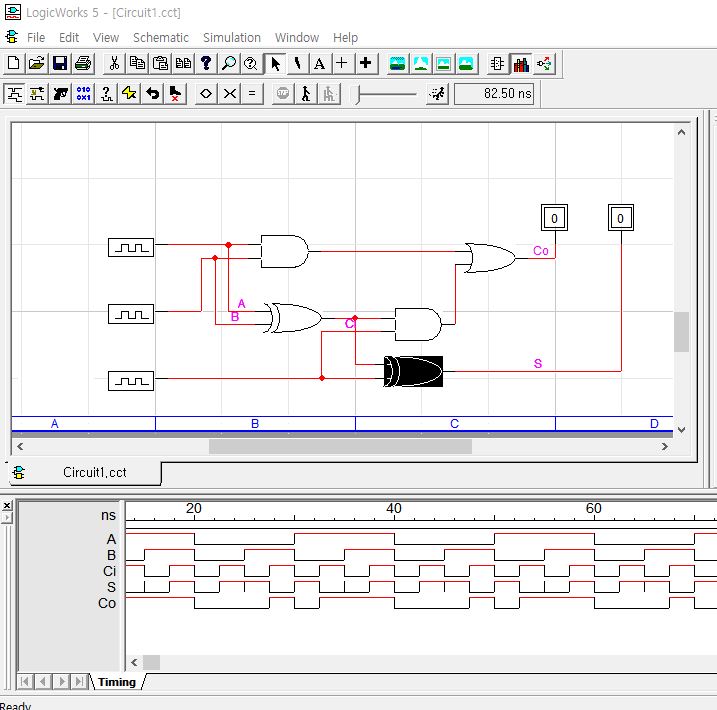 LogicWorks 5 - [Circuit1.cct]
File Edit View Schematic Simulation Window Help
82.50 ns
0 0
Co
A
B
C
S
A B C D
Circuit1.cct
ns 20 40 60
A
B
Ci
S
Co
Timing
Ready